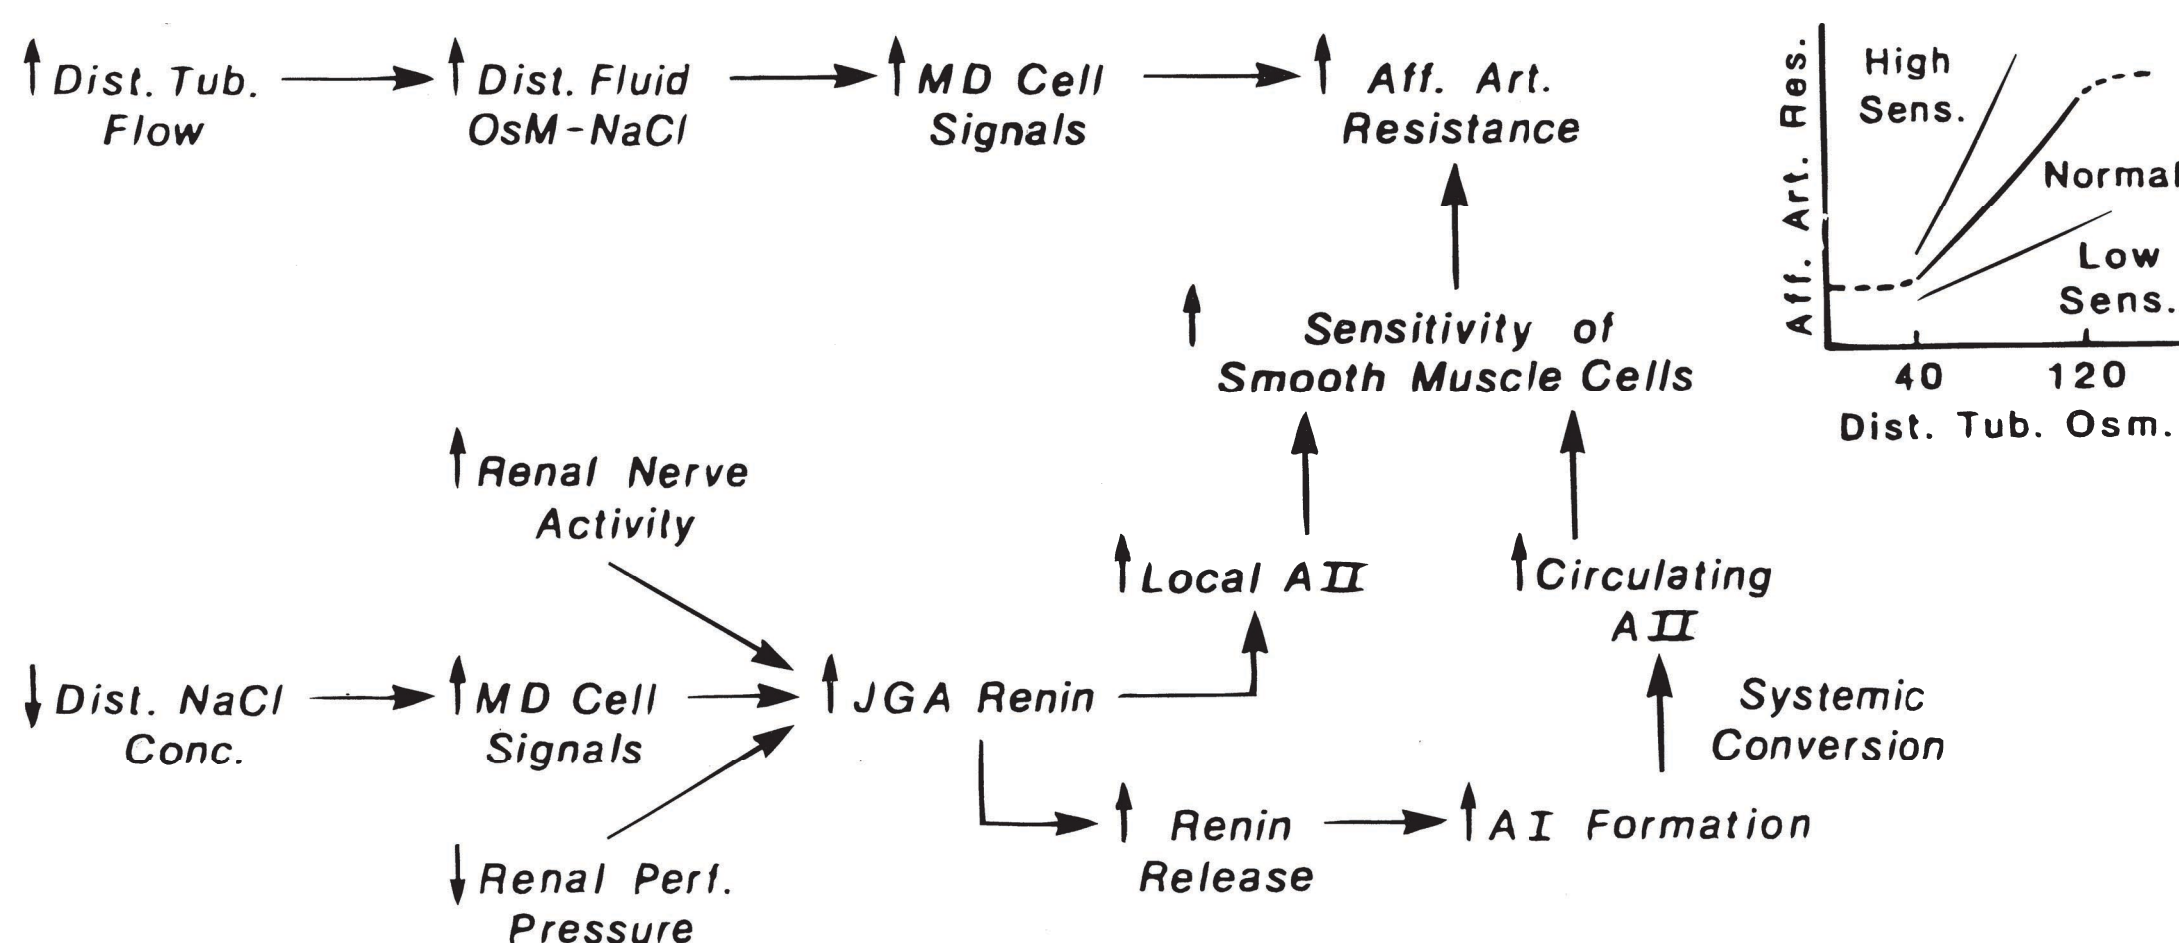 ↑ Dist. Tub.
Flow
↑ Dist. Fluid
OsM-NaCl
↑ MD Cell
Signals
↑ Aff. Art.
Resistance
Aff. Art. Res.
High
Sens.
Normal
Low
Sens.
40 120
Dist. Tub. Osm.
↑ Sensitivity of
Smooth Muscle Cells
↑ Renal Nerve
Activity
↑ Local AII
↑ Circulating
AII
↓ Dist. NaCl
Conc.
↑ MD Cell
Signals
↑ JGA Renin
Systemic
Conversion
↑ Renin
Release
↑ AI Formation
↓ Renal Perf.
Pressure